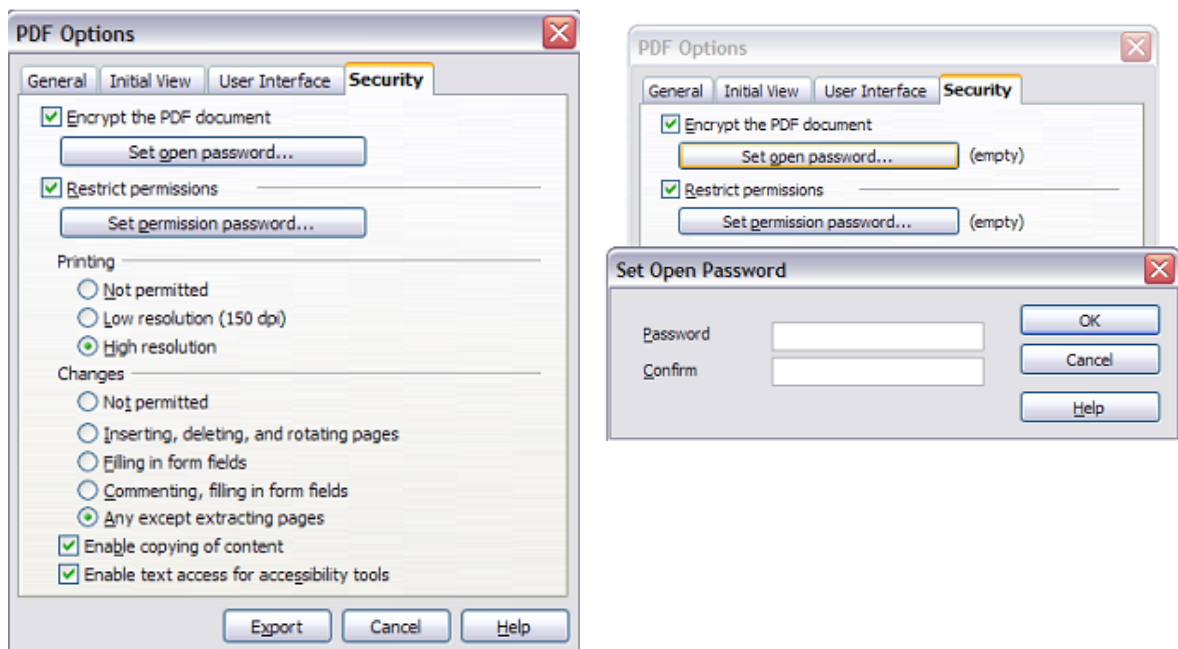 PDF Options
General Initial View User Interface Security
Encrypt the PDF document
Set open password...
Restrict permissions
Set permission password...
Printing
Not permitted
Low resolution (150 dpi)
High resolution
Changes
Not permitted
Inserting, deleting, and rotating pages
Filling in form fields
Commenting, filling in form fields
Any except extracting pages
Enable copying of content
Enable text access for accessibility tools
Export Cancel Help
PDF Options
General Initial View User Interface Security
Encrypt the PDF document
Set open password... (empty)
Restrict permissions
Set permission password... (empty)
Set Open Password
Password
Confirm
OK
Cancel
Help